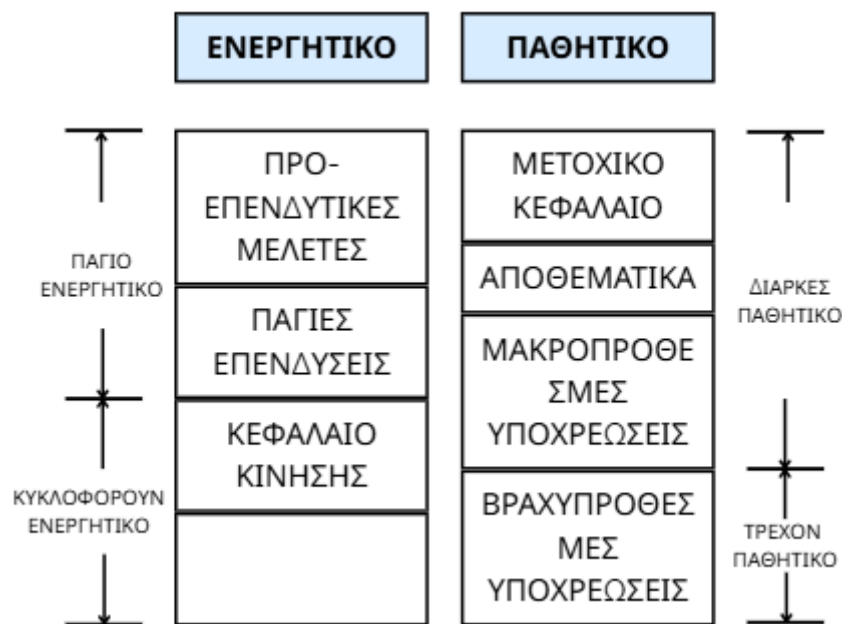 ΕΝΕΡΓΗΤΙΚΟ
ΠΑΘΗΤΙΚΟ
ΠΑΓΙΟ
ΕΝΕΡΓΗΤΙΚΟ
ΚΥΚΛΟΦΟΡΟΥΝ
ΕΝΕΡΓΗΤΙΚΟ
ΠΡΟ-
ΕΠΕΝΔΥΤΙΚΕΣ
ΜΕΛΕΤΕΣ
ΠΑΓΙΕΣ
ΕΠΕΝΔΥΣΕΙΣ
ΚΕΦΑΛΑΙΟ
ΚΙΝΗΣΗΣ
ΜΕΤΟΧΙΚΟ
ΚΕΦΑΛΑΙΟ
ΑΠΟΘΕΜΑΤΙΚΑ
ΜΑΚΡΟΠΡΟΘΕ
ΣΜΕΣ
ΥΠΟΧΡΕΩΣΕΙΣ
ΒΡΑΧΥΠΡΟΘΕΣ
ΜΕΣ
ΥΠΟΧΡΕΩΣΕΙΣ
ΔΙΑΡΚΕΣ
ΠΑΘΗΤΙΚΟ
ΤΡΕΧΟΝ
ΠΑΘΗΤΙΚΟ